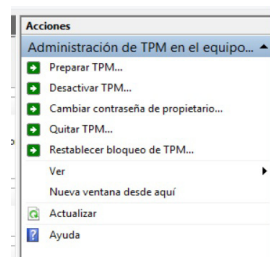 Acciones
Administración de TPM en el equipo...
Preparar TPM...
Desactivar TPM...
Cambiar contraseña de propietario...
Quitar TPM...
Restablecer bloqueo de TPM...
Ver
Nueva ventana desde aquí
Actualizar
Ayuda